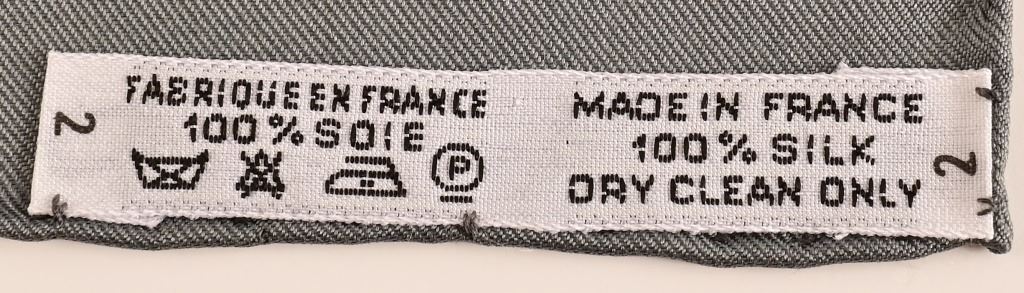 2
FABRIQUE EN FRANCE
100% SOIE
P
MADE IN FRANCE
100% SILK
DRY CLEAN ONLY
2